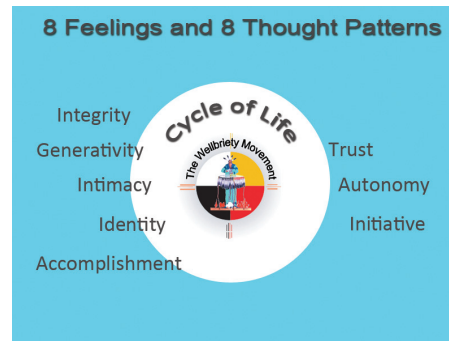 8 Feelings and 8 Thought Patterns
Cycle of Life
The Wellbriety Movement
Integrity
Generativity
Intimacy
Identity
Accomplishment
Trust
Autonomy
Initiative